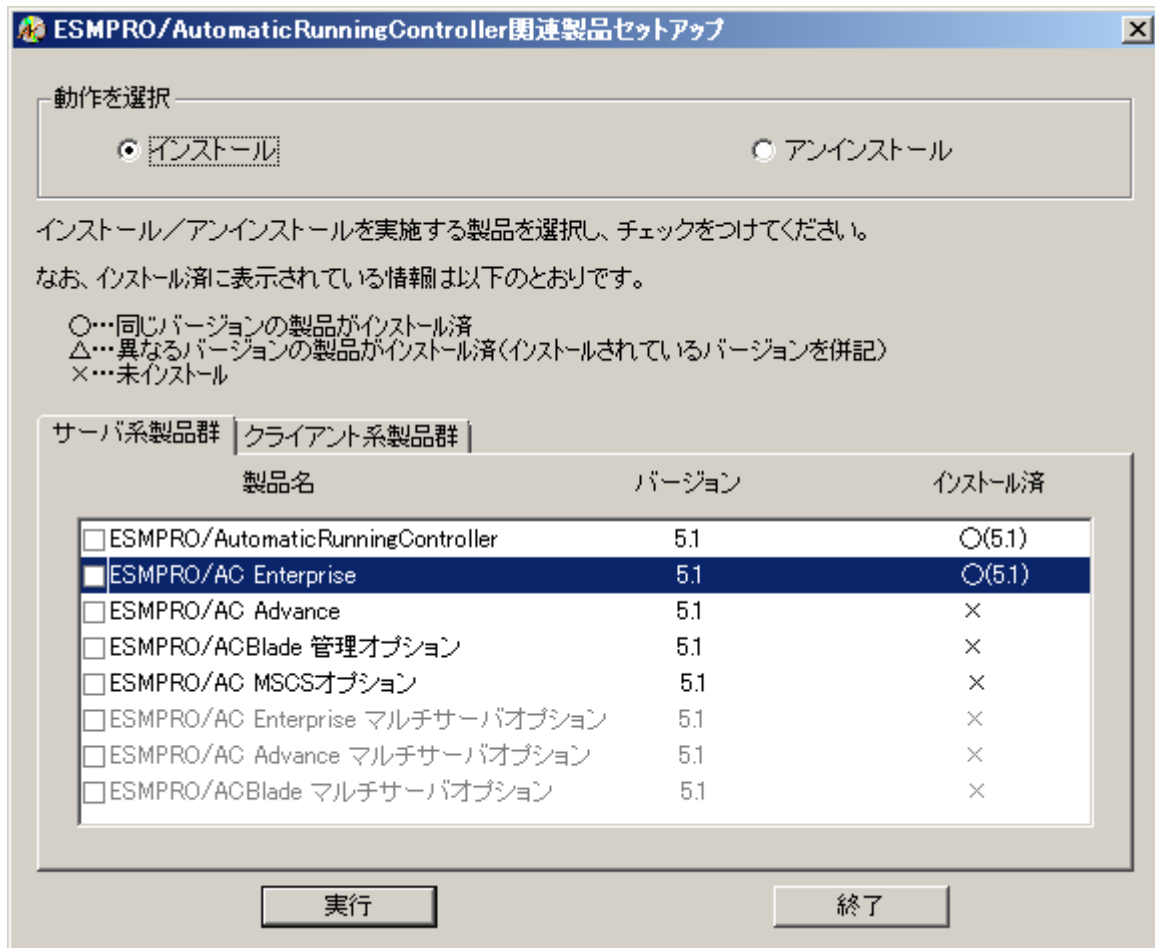 ESMPRO/AutomaticRunningController関連製品セットアップ
動作を選択
インストール アンインストール
インストール／アンインストールを実施する製品を選択し、チェックをつけてください。
なお、インストール済に表示されている情報は以下のとおりです。
○…同じバージョンの製品がインストール済
△…異なるバージョンの製品がインストール済(インストールされているバージョンを併記)
×…未インストール
サーバ系製品群 クライアント系製品群
製品名 バージョン インストール済
ESMPRO/AutomaticRunningController 5.1 ○(5.1)
ESMPRO/AC Enterprise 5.1 ○(5.1)
ESMPRO/AC Advance 5.1 ×
ESMPRO/ACBlade 管理オプション 5.1 ×
ESMPRO/AC MSCSオプション 5.1 ×
ESMPRO/AC Enterprise マルチサーバオプション 5.1 ×
ESMPRO/AC Advance マルチサーバオプション 5.1 ×
ESMPRO/ACBlade マルチサーバオプション 5.1 ×
実行 終了